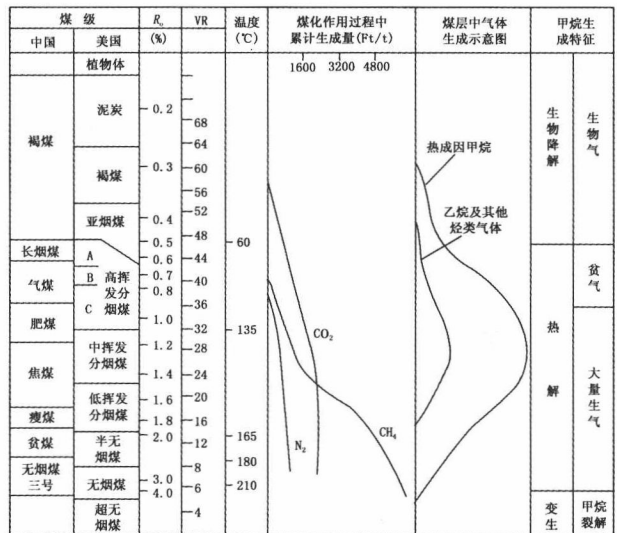 煤 级
中国
美国
Ro
(%)
VR
温度
(℃)
煤化作用过程中
累计生成量(Ft/t)
1600 3200 4800
煤层中气体
生成示意图
甲烷生
成特征
植物体
泥炭
褐煤
亚烟煤
A
B
C
高挥
发分
烟煤
中挥发
分烟煤
低挥发
分烟煤
半无
烟煤
无烟煤
超无
烟煤
褐煤
长烟煤
气煤
肥煤
焦煤
瘦煤
贫煤
无烟煤
三号
0.2
0.3
0.4
0.5
0.6
0.7
0.8
1.0
1.2
1.4
1.6
1.8
2.0
3.0
4.0
68
64
60
56
52
48
44
40
36
32
28
24
20
16
12
8
6
4
60
135
165
180
210
CO2
CH4
N2
热成因甲烷
乙烷及其他
烃类气体
生物降解
热解
变生
生物气
贫气
大量生气
甲烷
裂解